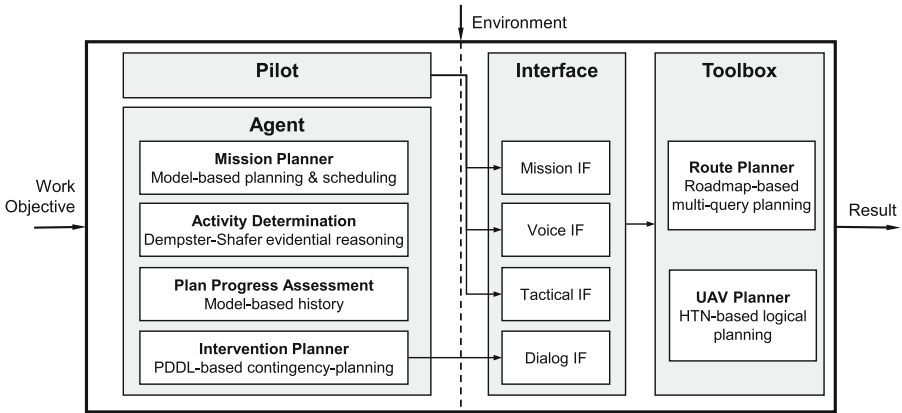 Environment
Work
Objective
Pilot
Agent
Mission Planner
Model-based planning & scheduling
Activity Determination
Dempster-Shafer evidential reasoning
Plan Progress Assessment
Model-based history
Intervention Planner
PDDL-based contingency-planning
Interface
Mission IF
Voice IF
Tactical IF
Dialog IF
Toolbox
Route Planner
Roadmap-based
multi-query planning
UAV Planner
HTN-based logical
planning
Result